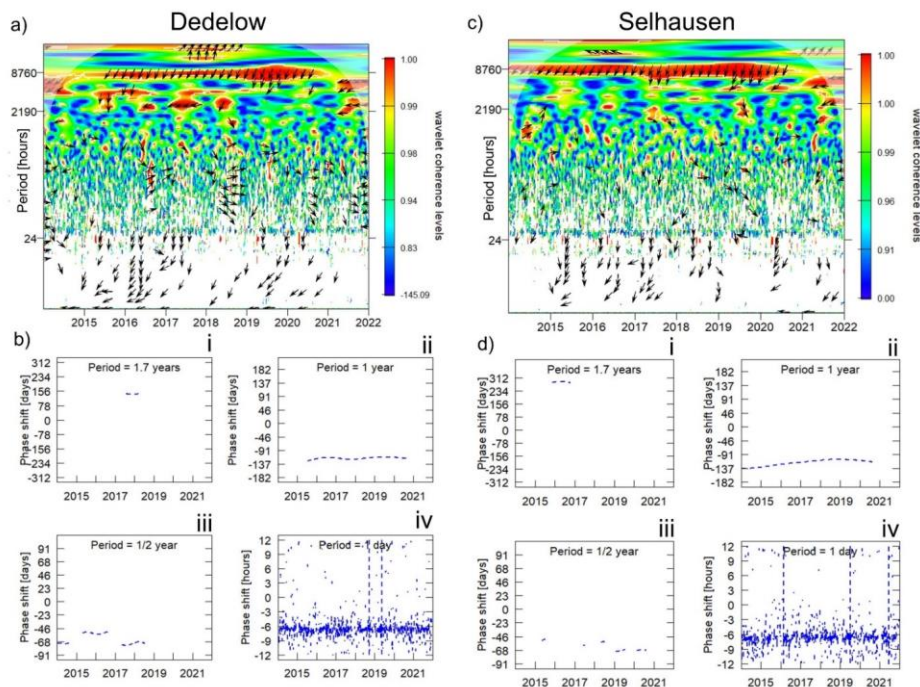 a) Dedelow
8760
2190
24
Period [hours]
2015 2016 2017 2018 2019 2020 2021 2022
1.00
0.99
0.98
0.83
-145.09
wavelet coherence levels
c) Selhausen
8760
2190
24
Period [hours]
2015 2016 2017 2018 2019 2020 2021 2022
1.00
1.00
0.98
0.91
0.00
wavelet coherence levels
b)
i
Period = 1.7 years
Phase shift [days]
312
234
156
78
0
-78
-156
-234
-312
2015 2017 2019 2021
ii
Period = 1 year
Phase shift [days]
182
137
91
46
0
-46
-91
-137
-182
2015 2017 2019 2021
iii
Period = 1/2 year
Phase shift [days]
91
68
46
23
0
-23
-46
-68
-91
2015 2017 2019 2021
iv
Period = 1 day
Phase shift [hours]
12
9
6
3
0
-3
-6
-9
-12
2015 2017 2019 2021
d)
i
Period = 1.7 years
Phase shift [days]
312
234
156
78
0
-78
-156
-234
-312
2015 2017 2019 2021
ii
Period = 1 year
Phase shift [days]
182
137
91
46
0
-46
-91
-137
-182
2015 2017 2019 2021
iii
Period = 1/2 year
Phase shift [days]
91
68
46
23
0
-23
-46
-68
-91
2015 2017 2019 2021
iv
Period = 1 day
Phase shift [hours]
12
9
6
3
0
-3
-6
-9
-12
2015 2017 2019 2021